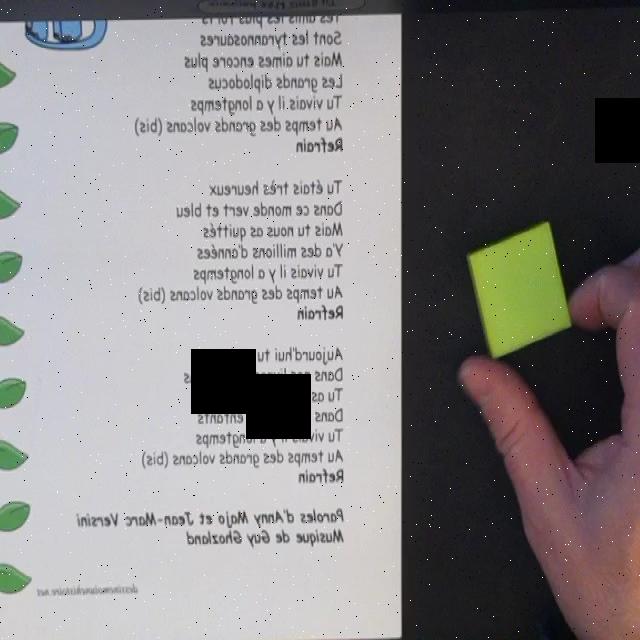 Tes amis les plus forts
Sont les tyrannosaures
Mais tu aimes encore plus
Les grands diplodocus
Tu vivais il y a longtemps
Au temps des grands volcans (bis)
Refrain
Tu étais très heureux
Dans ce monde vert et bleu
Mais tu nous as quittés
Y'a des millions d'années
Tu vivais il y a longtemps
Au temps des grands volcans (bis)
Refrain
Aujourd'hui tu
Dans
Tu as
Dans enfants
Tu vivais il y a longtemps
Au temps des grands volcans (bis)
Refrain
Paroles d'Anny Majo et Jean-Marc Versini
Musique de Guy Ghozland